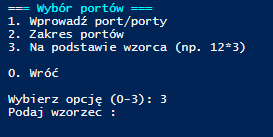 === Wybór portów ===
1. Wprowadź port/porty
2. Zakres portów
3. Na podstawie wzorca (np. 12*3)
0. Wróć
Wybierz opcję (0-3): 3
Podaj wzorzec :